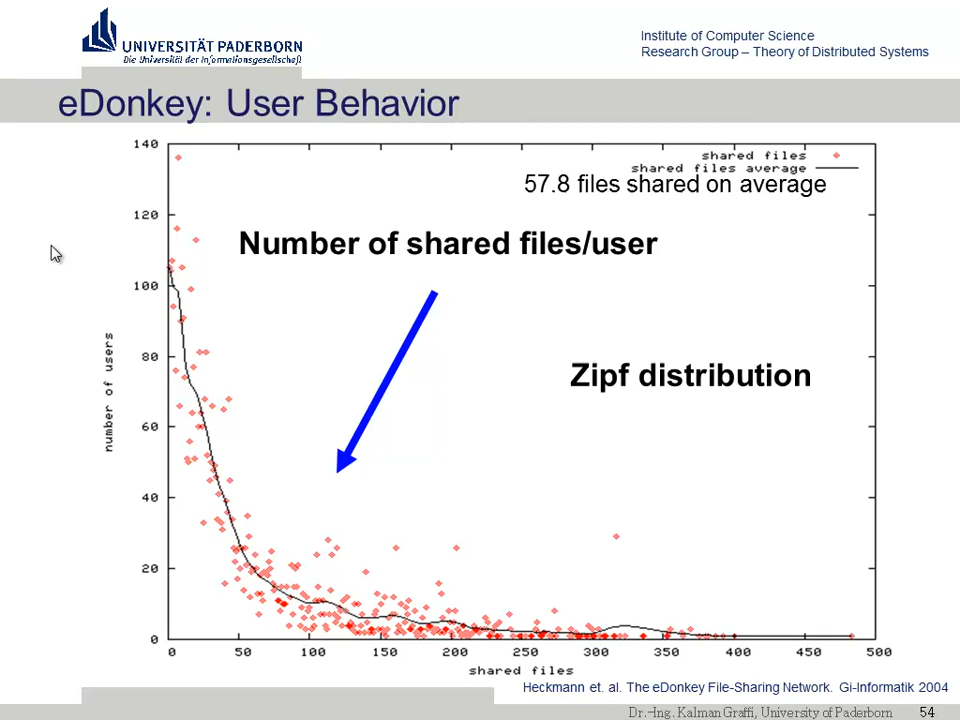 UNIVERSITÄT PADERBORN
Die Universität der Informationsgesellschaft
Institute of Computer Science
Research Group – Theory of Distributed Systems
eDonkey: User Behavior
140
120
100
80
60
40
20
0
number of users
shared files
shared files average
57.8 files shared on average
Number of shared files/user
Zipf distribution
0 50 100 150 200 250 300 350 400 450 500
shared files
Heckmann et. al. The eDonkey File-Sharing Network. Gi-Informatik 2004
Dr.-Ing. Kalman Graffi, University of Paderborn 54